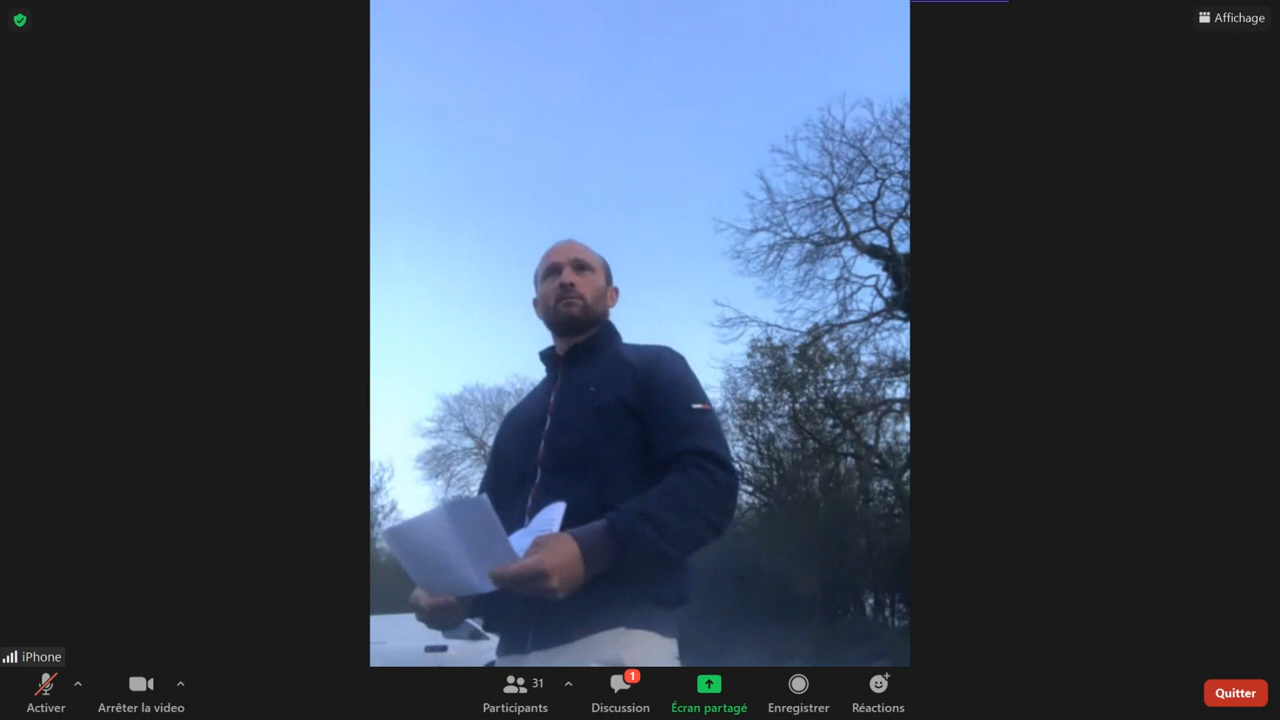 Affichage
iPhone
Activer
Arrêter la video
31
Participants
1
Discussion
Écran partagé
Enregistrer
Réactions
Quitter